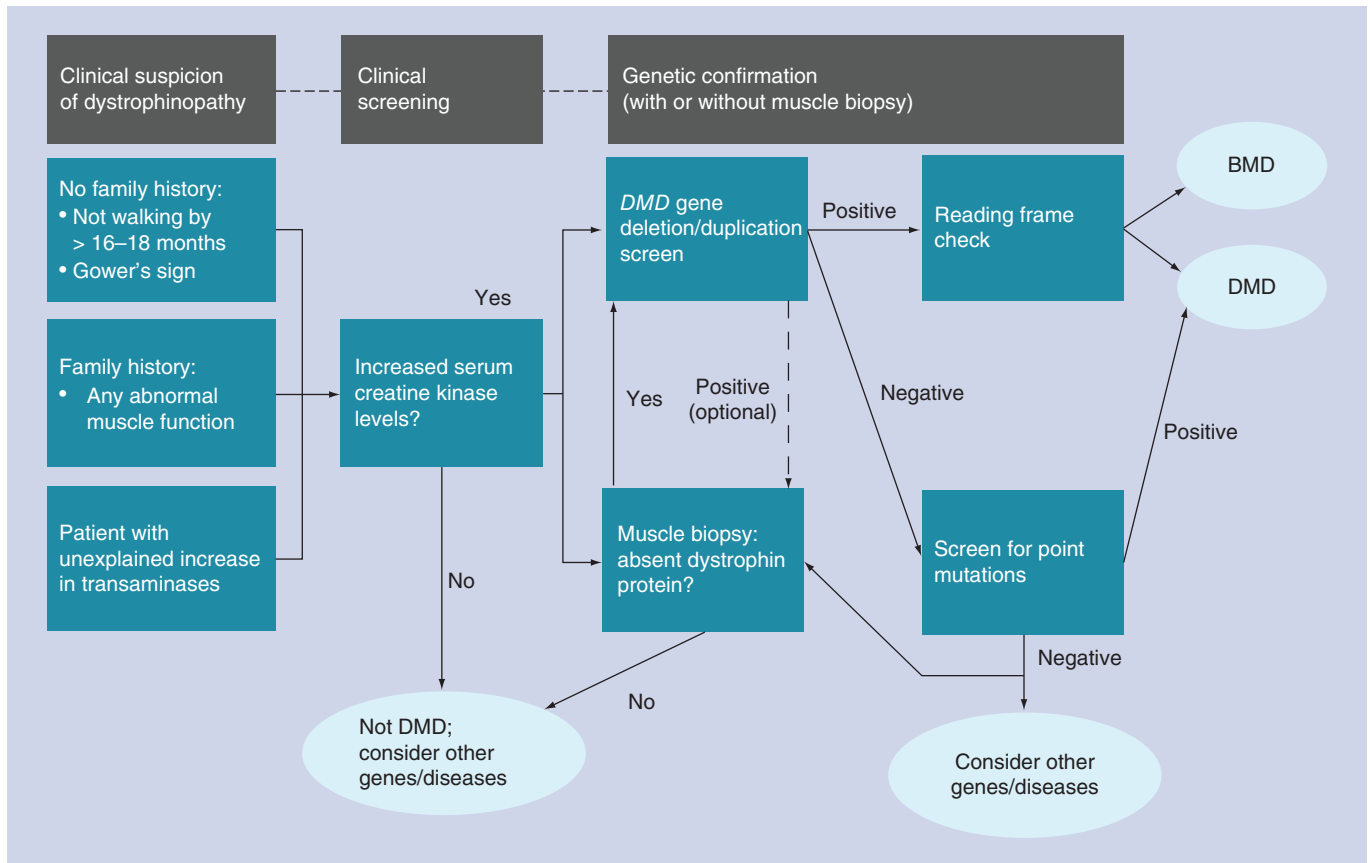 Clinical suspicion
of dystrophinopathy
Clinical
screening
Genetic confirmation
(with or without muscle biopsy)
No family history:
• Not walking by
> 16–18 months
• Gower's sign
Family history:
• Any abnormal
muscle function
Patient with
unexplained increase
in transaminases
Increased serum
creatine kinase
levels?
Yes
No
DMD gene
deletion/duplication
screen
Positive
Reading frame
check
BMD
DMD
Yes
Positive
(optional)
Negative
Positive
Muscle biopsy:
absent dystrophin
protein?
Screen for point
mutations
No
Negative
Not DMD;
consider other
genes/diseases
Consider other
genes/diseases